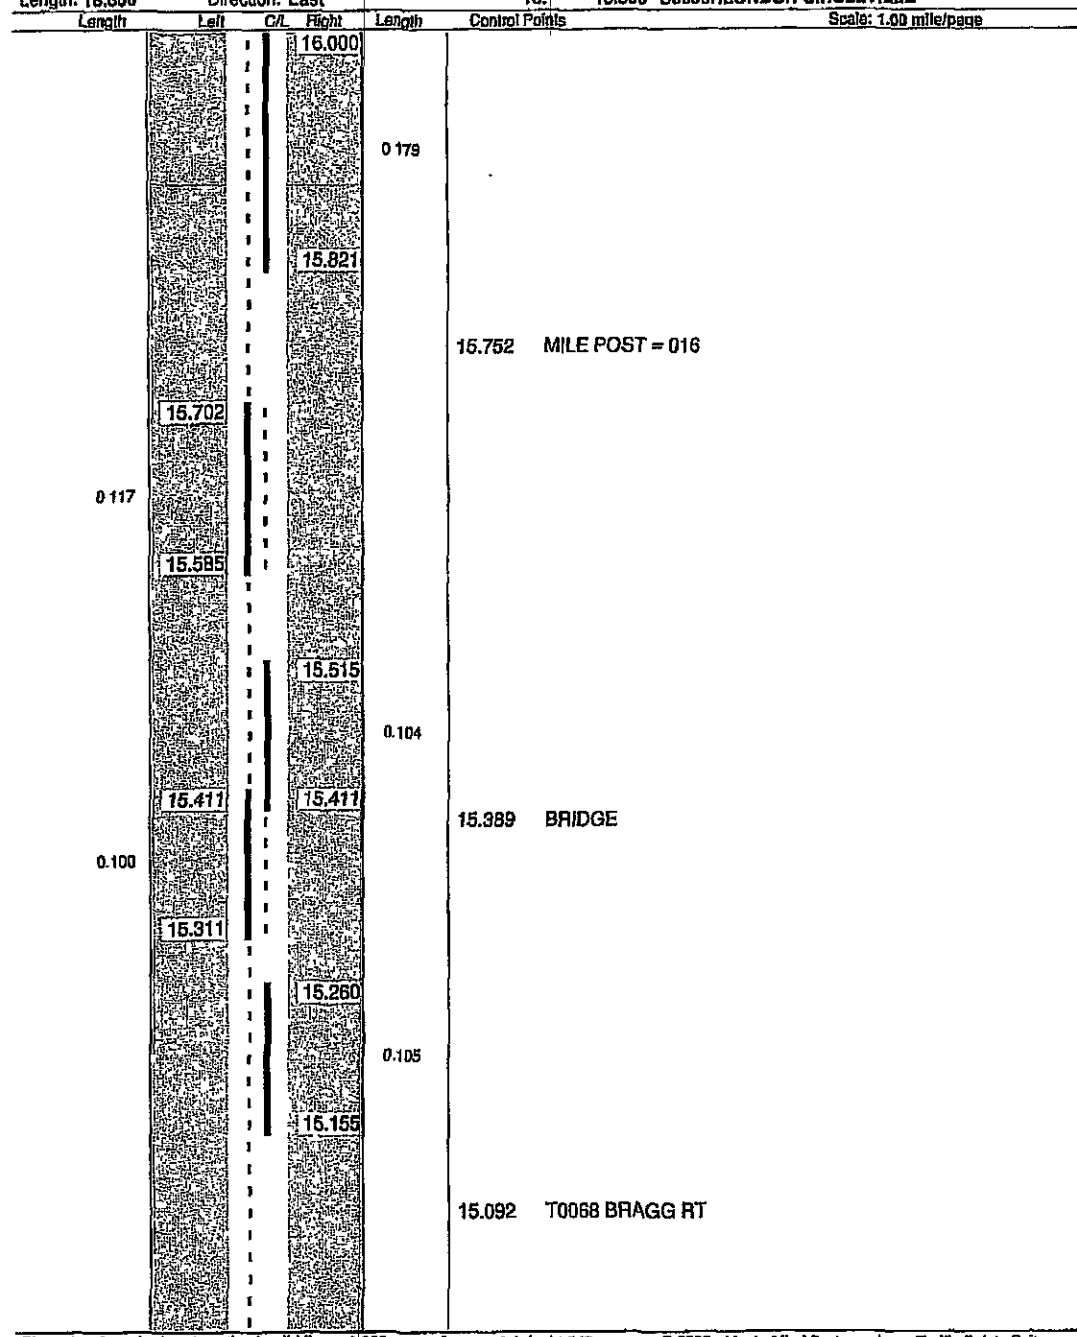 Direction: East
Length Left C/L Right Length Control Points Scale: 1.00 mile/page
16.000
0 179
15.821
15.752 MILE POST = 016
15.702
0 117
15.585
15.515
0.104
15.411 15.411
15.389 BRIDGE
0.100
15.311
15.260
0.105
15.155
15.092 T0068 BRAGG RT